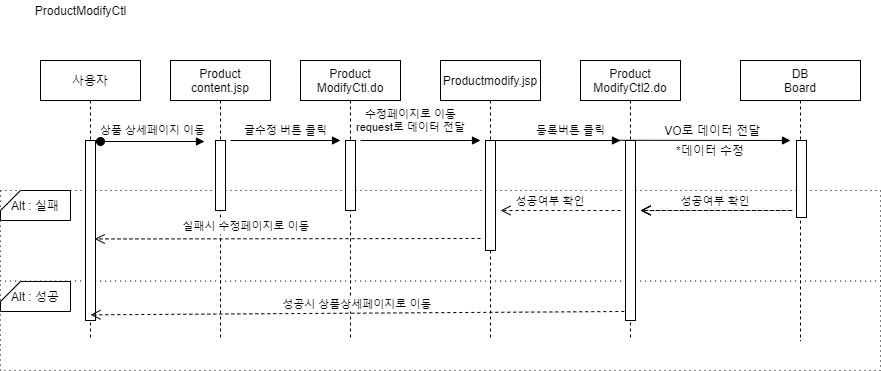 ProductModifyCtl
사용자
Product
content.jsp
Product
ModifyCtl.do
Productmodify.jsp
Product
ModifyCtl2.do
DB
Board
상품 상세페이지 이동
글수정 버튼 클릭
수정페이지로 이동
request로 데이터 전달
등록버튼 클릭
VO로 데이터 전달
*데이터 수정
Alt : 실패
성공여부 확인
성공여부 확인
실패시 수정페이지로 이동
Alt : 성공
성공시 상품상세페이지로 이동